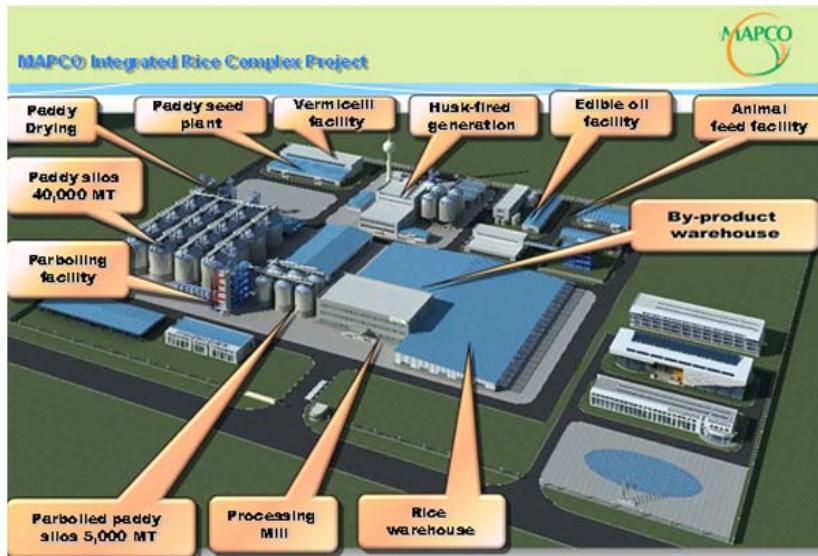 MAPCO
MAPCO Integrated Rice Complex Project
Paddy
Drying
Paddy seed
plant
Vermicelli
facility
Husk-fired
generation
Edible oil
facility
Animal
feed facility
Paddy silos
40,000 MT
By-product
warehouse
Parboiling
facility
Parboiled paddy
silos 5,000 MT
Processing
Mill
Rice
warehouse